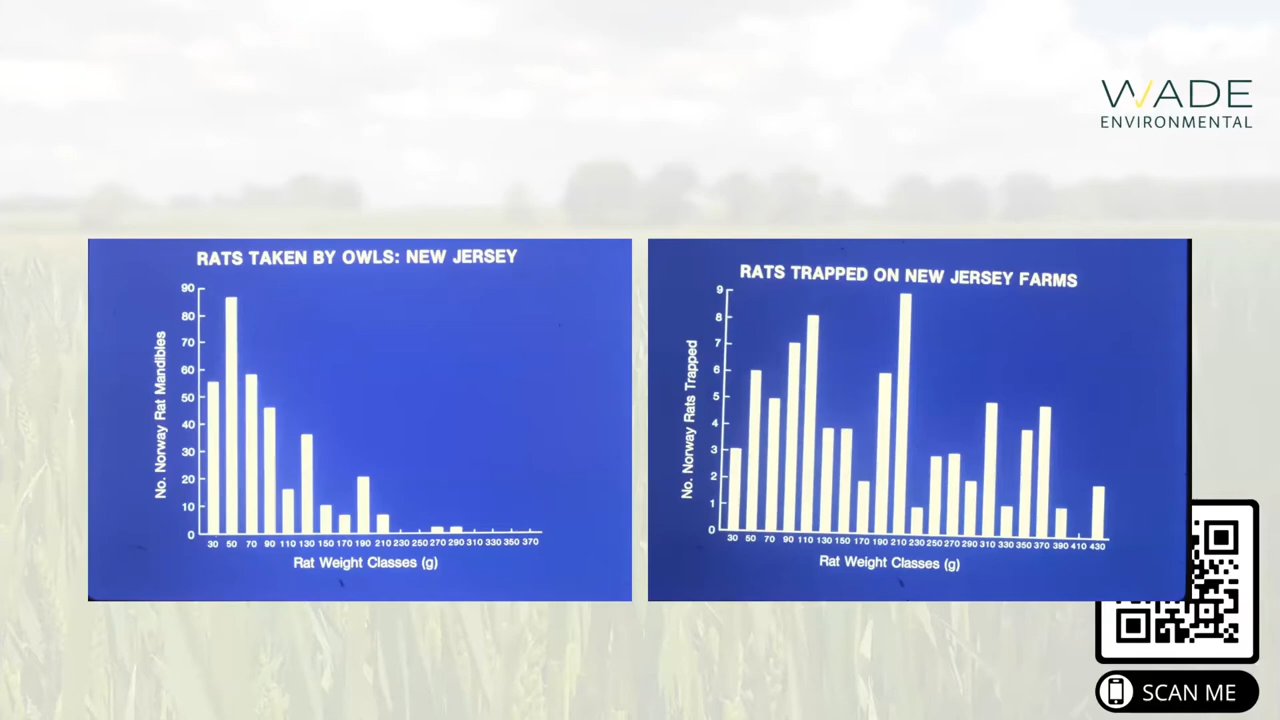 WADE
ENVIRONMENTAL
RATS TAKEN BY OWLS: NEW JERSEY
90
80
70
60
50
40
30
20
10
0
No. Norway Rat Mandibles
30 50 70 90 110 130 150 170 190 210 230 250 270 290 310 330 350 370
Rat Weight Classes (g)
RATS TRAPPED ON NEW JERSEY FARMS
9
8
7
6
5
4
3
2
1
0
No. Norway Rats Trapped
30 50 70 90 110 130 150 170 190 210 230 250 270 290 310 330 350 370 390 410 430
Rat Weight Classes (g)
SCAN ME